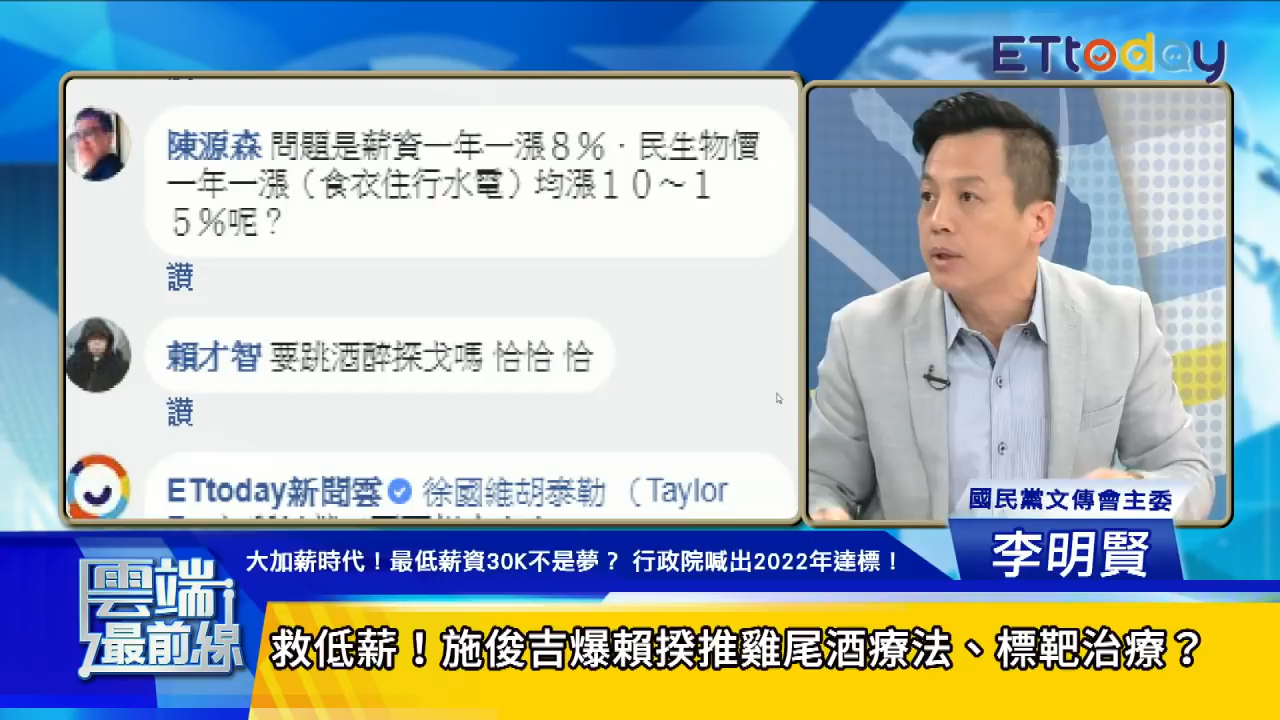 ETtoday
陳源森 問題是薪資一年一漲８％．民生物價
一年一漲（食衣住行水電）均漲１０～１
５％呢？
讚
賴才智 要跳酒醉探戈嗎 恰恰 恰
讚
ETtoday新聞雲 徐國維胡泰勒 （Taylor
國民黨文傳會主委
李明賢
大加薪時代！最低薪資30K不是夢？ 行政院喊出2022年達標！
雲端
最前線
救低薪！施俊吉爆賴揆推雞尾酒療法、標靶治療？